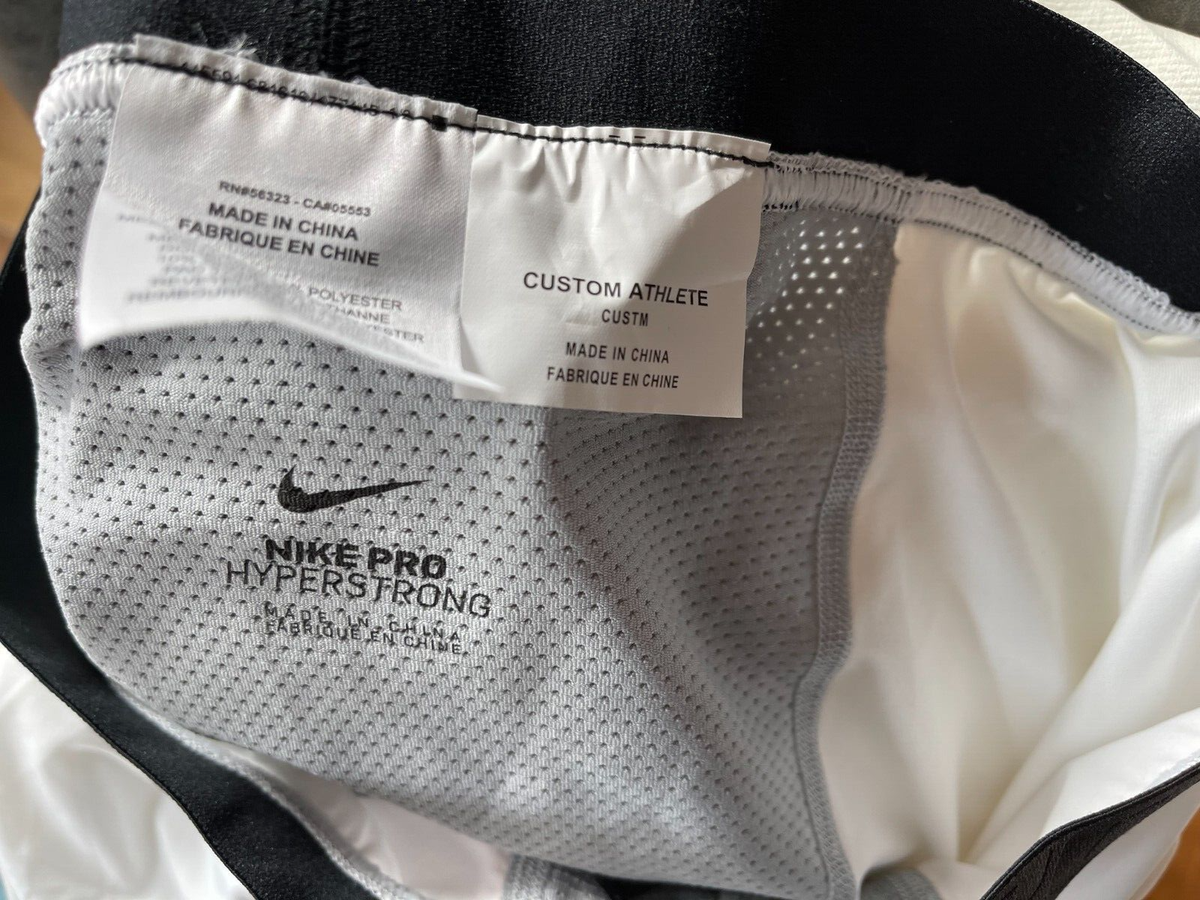 RN#56323 - CA#05553
MADE IN CHINA
FABRIQUE EN CHINE
POLYESTER
CUSTOM ATHLETE
CUSTM
MADE IN CHINA
FABRIQUE EN CHINE
NIKE PRO
HYPERSTRONG
MADE IN CHINA
FABRIQUE EN CHINE